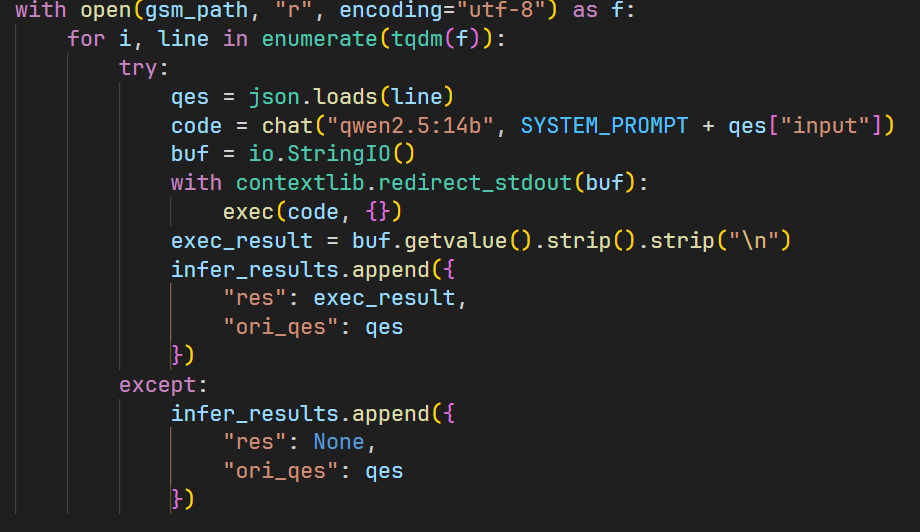 with open(gsm_path, "r", encoding="utf-8") as f:
    for i, line in enumerate(tqdm(f)):
        try:
            qes = json.loads(line)
            code = chat("qwen2.5:14b", SYSTEM_PROMPT + qes["input"])
            buf = io.StringIO()
            with contextlib.redirect_stdout(buf):
                exec(code, {})
            exec_result = buf.getvalue().strip().strip("\n")
            infer_results.append({
                "res": exec_result,
                "ori_qes": qes
            })
        except:
            infer_results.append({
                "res": None,
                "ori_qes": qes
            })